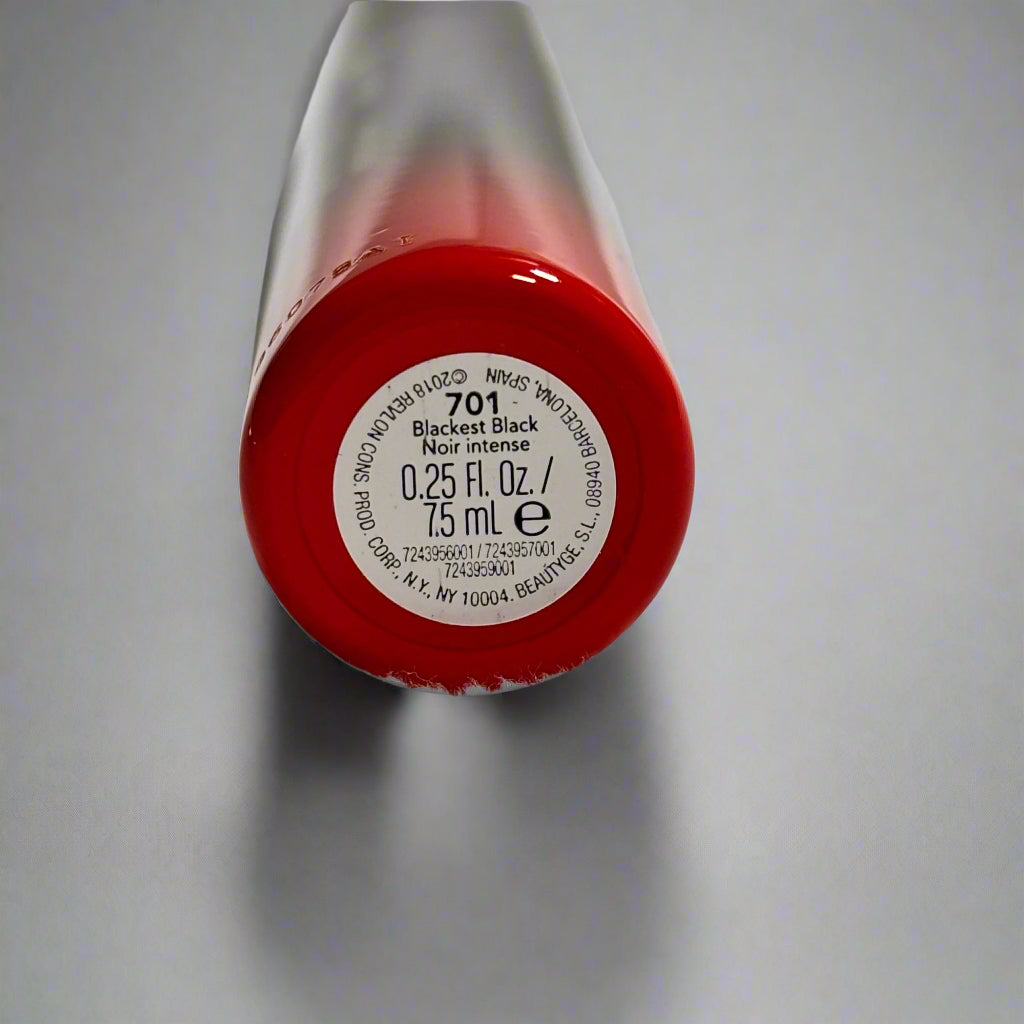 701
Blackest Black
Noir intense
0.25 Fl. Oz. /
7.5 mL e
7243956001 / 7243957001
7243959001
©2018 REVLON CONS. PROD. CORP., N.Y., NY 10004. BEAUTYGE, S.L., 08940 BARCELONA, SPAIN